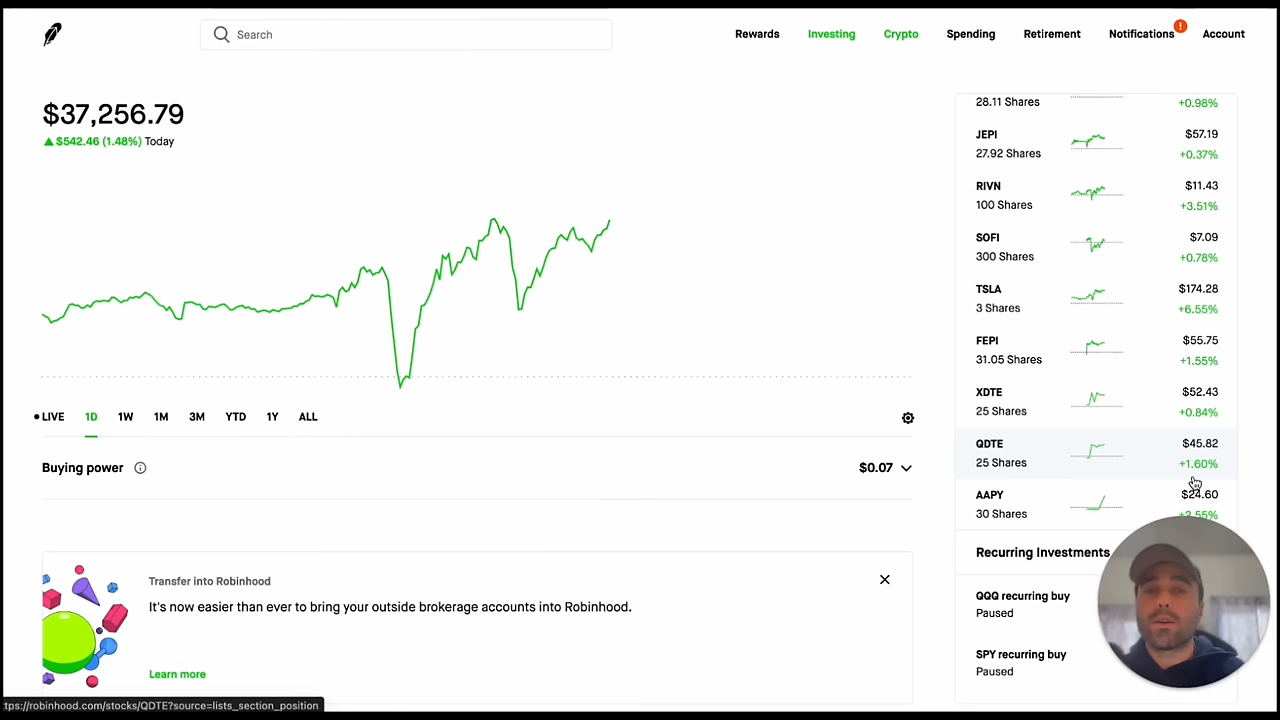 Search
Rewards
Investing
Crypto
Spending
Retirement
Notifications
!
Account
$37,256.79
$542.46 (1.48%) Today
LIVE
1D
1W
1M
3M
YTD
1Y
ALL
Buying power
$0.07
Transfer into Robinhood
It's now easier than ever to bring your outside brokerage accounts into Robinhood.
Learn more
28.11 Shares
+0.98%
JEPI
$57.19
27.92 Shares
+0.37%
RIVN
$11.43
100 Shares
+3.51%
SOFI
$7.09
300 Shares
+0.78%
TSLA
$174.28
3 Shares
+6.55%
FEPI
$55.75
31.05 Shares
+1.55%
XDTE
$52.43
25 Shares
+0.84%
QDTE
$45.82
25 Shares
+1.60%
AAPY
$24.60
30 Shares
+2.55%
Recurring Investments
QQQ recurring buy
Paused
SPY recurring buy
Paused
tps://robinhood.com/stocks/QDTE?source=lists_section_position